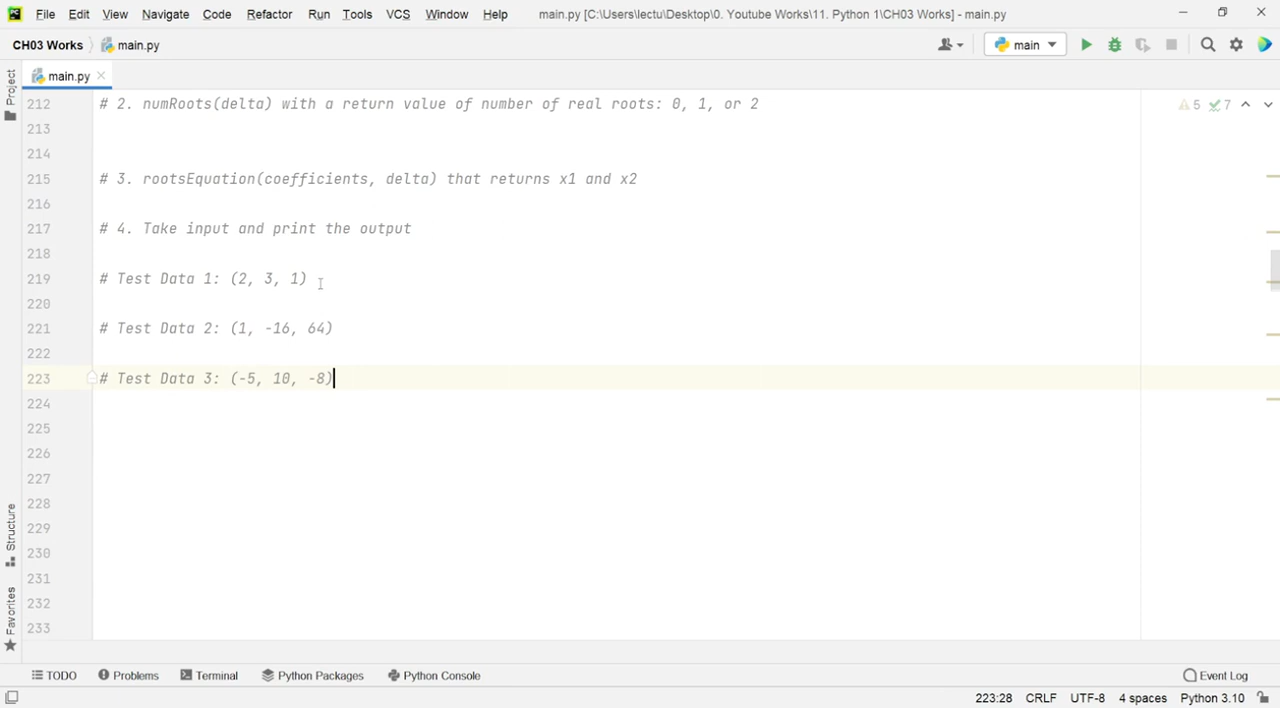 File Edit View Navigate Code Refactor Run Tools VCS Window Help main.py [C:\Users\lectu\Desktop\0. Youtube Works\11. Python 1\CH03 Works] - main.py
CH03 Works main.py main
Project
main.py
212 # 2. numRoots(delta) with a return value of number of real roots: 0, 1, or 2 5 7
213
214
215 # 3. rootsEquation(coefficients, delta) that returns x1 and x2
216
217 # 4. Take input and print the output
218
219 # Test Data 1: (2, 3, 1)
220
221 # Test Data 2: (1, -16, 64)
222
223 # Test Data 3: (-5, 10, -8)
224
225
226
227
228
229
230
231
232
233
Structure
Favorites
TODO Problems Terminal Python Packages Python Console Event Log
223:28 CRLF UTF-8 4 spaces Python 3.10